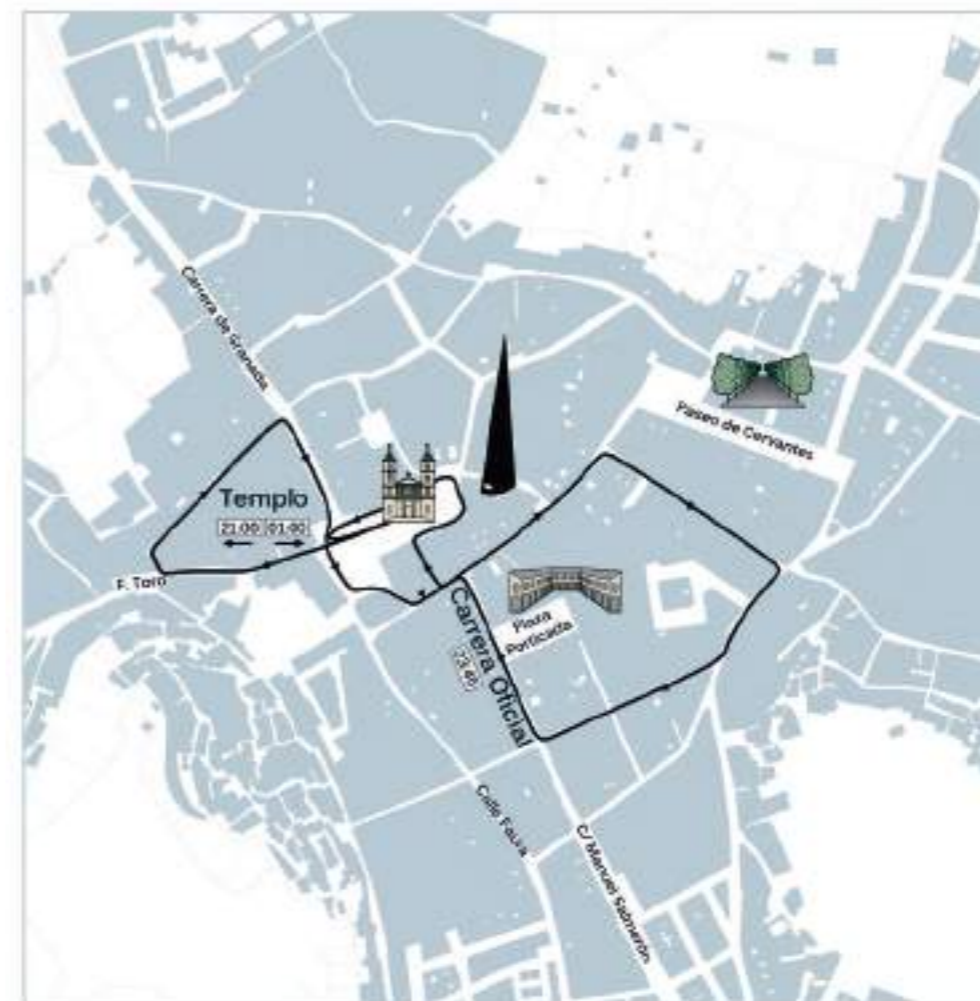 Carrera de Granada
Paseo de Cervantes
Templo
21:00 01:00
F. Toro
Plaza
Porticada
Carrera Oficial
23:40
Calle Faura
C/ Manuel Salmerón